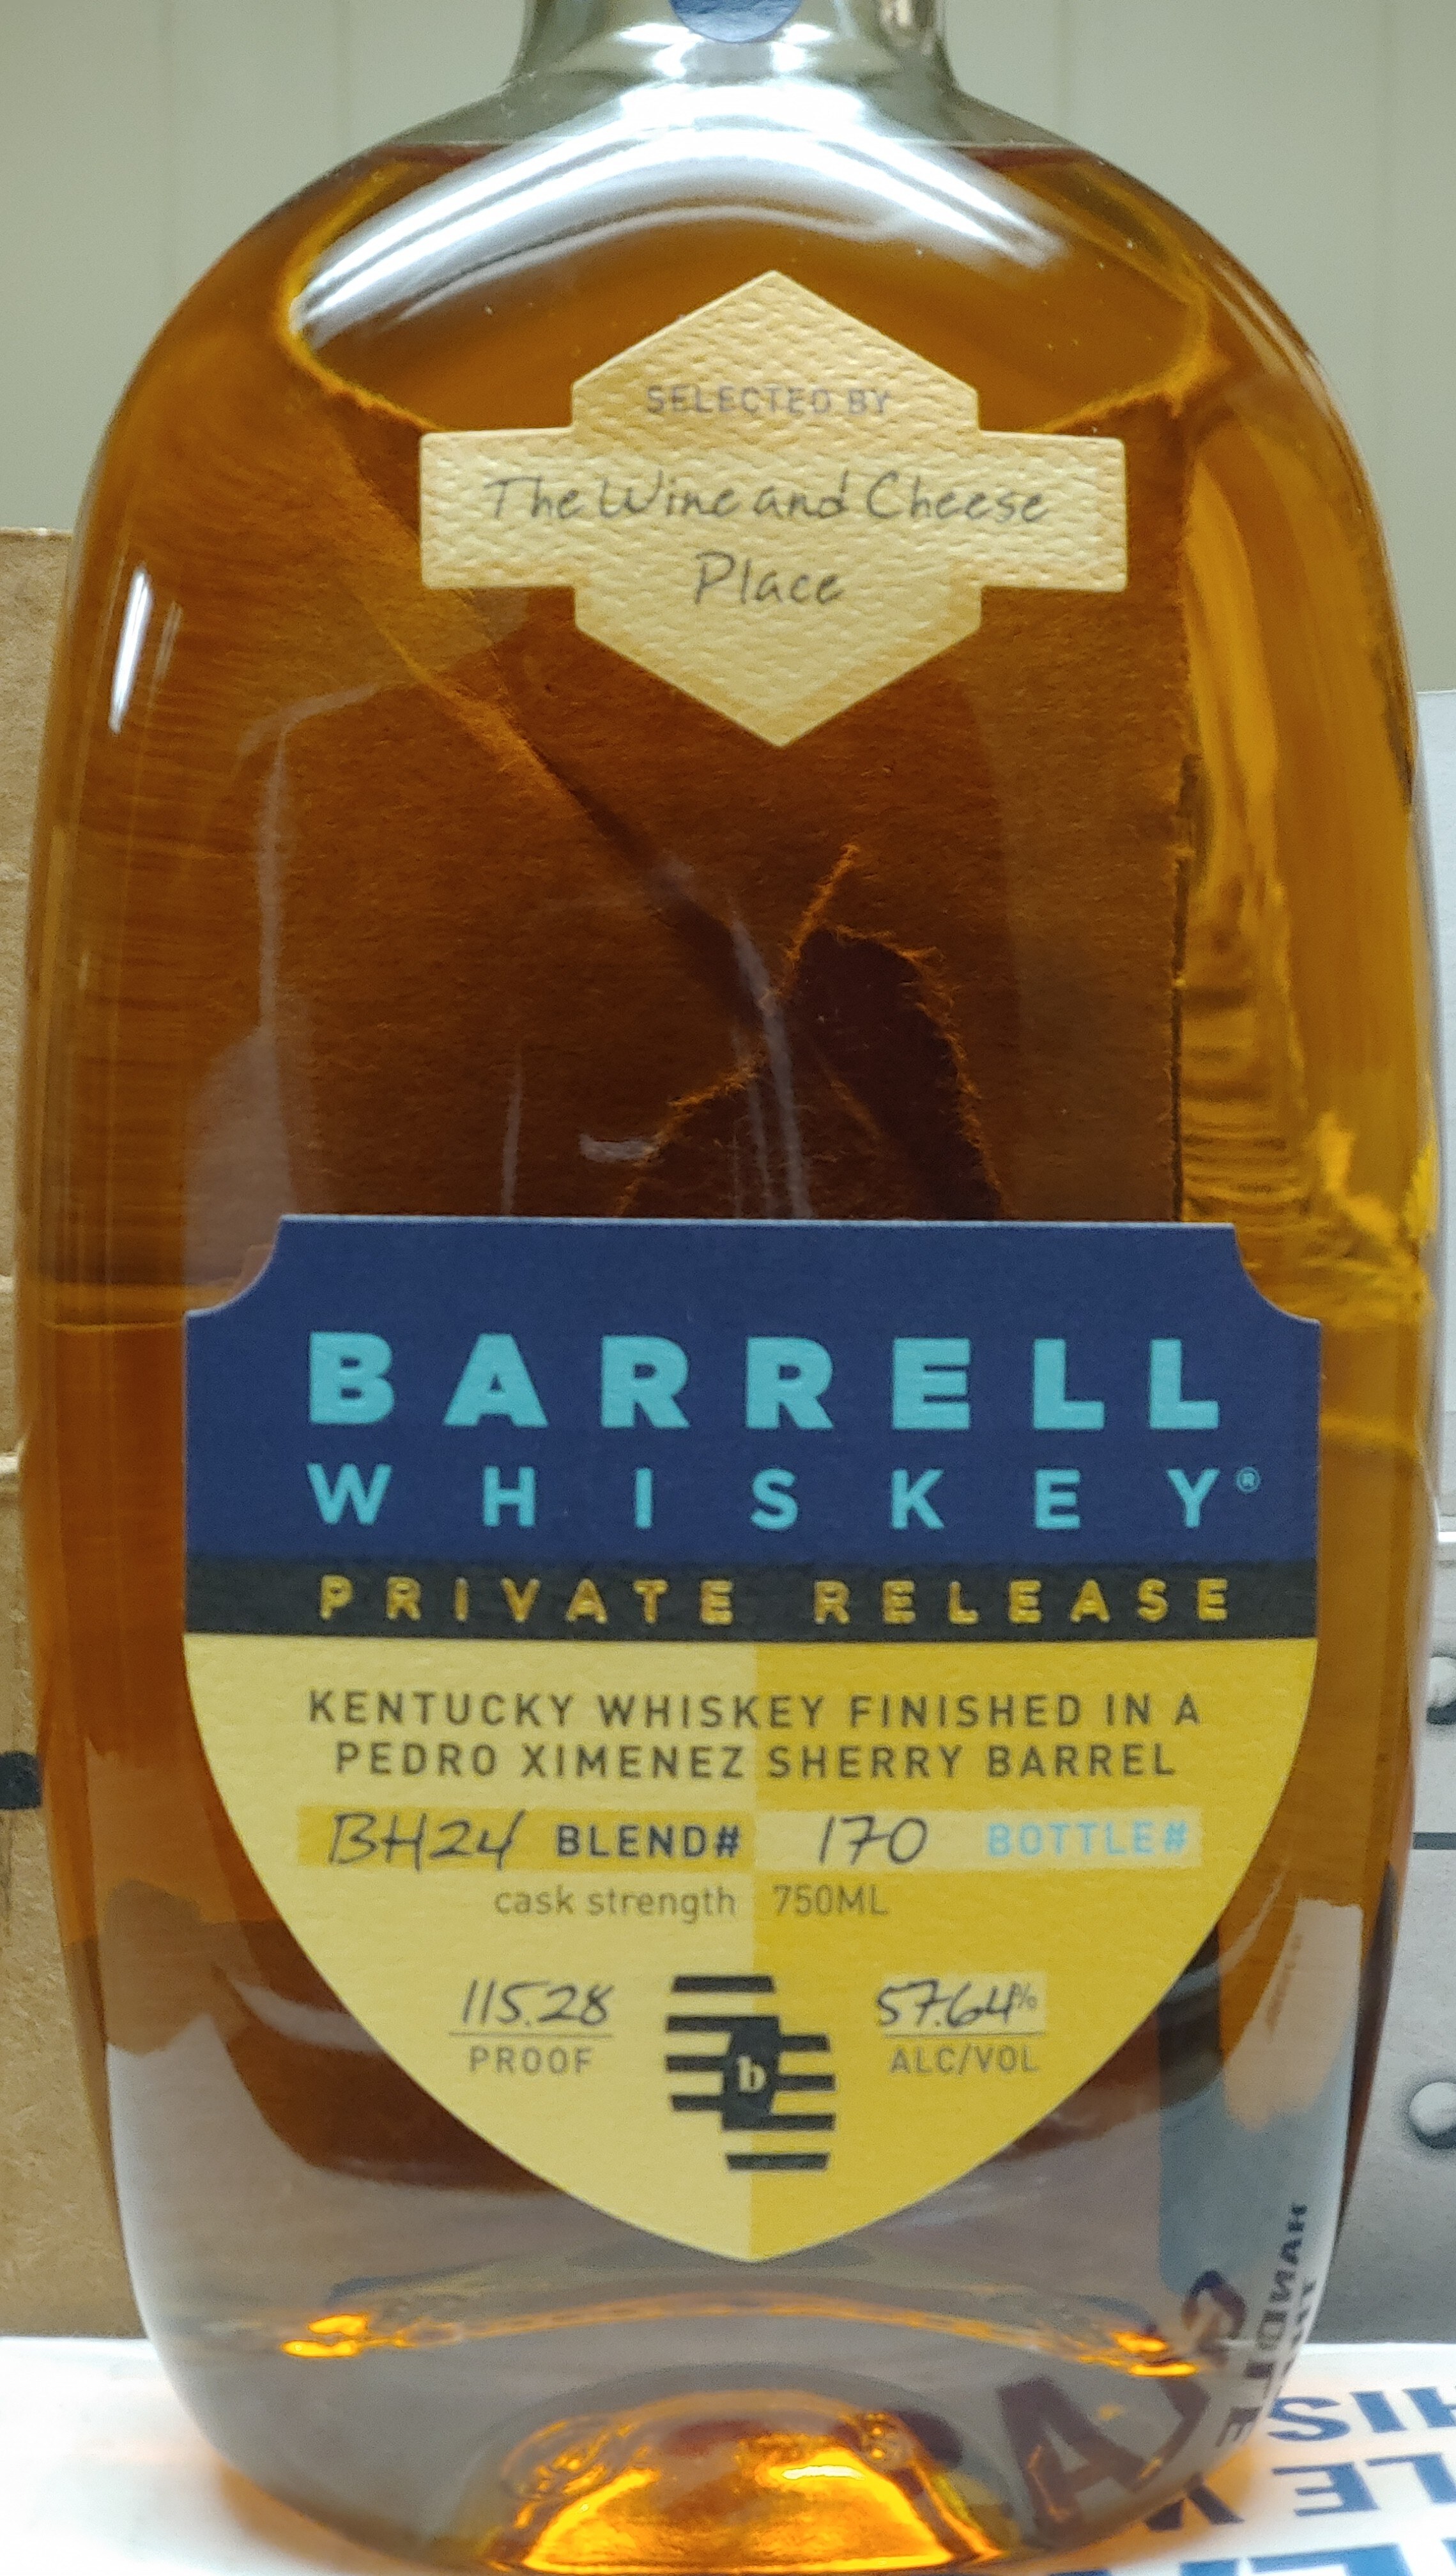 SELECTED BY
The Wine and Cheese
Place
BARRELL
WHISKEY®
PRIVATE RELEASE
KENTUCKY WHISKEY FINISHED IN A
PEDRO XIMENEZ SHERRY BARREL
BH24 BLEND# 170 BOTTLE#
cask strength 750ML
115.28 57.64%
PROOF b ALC/VOL